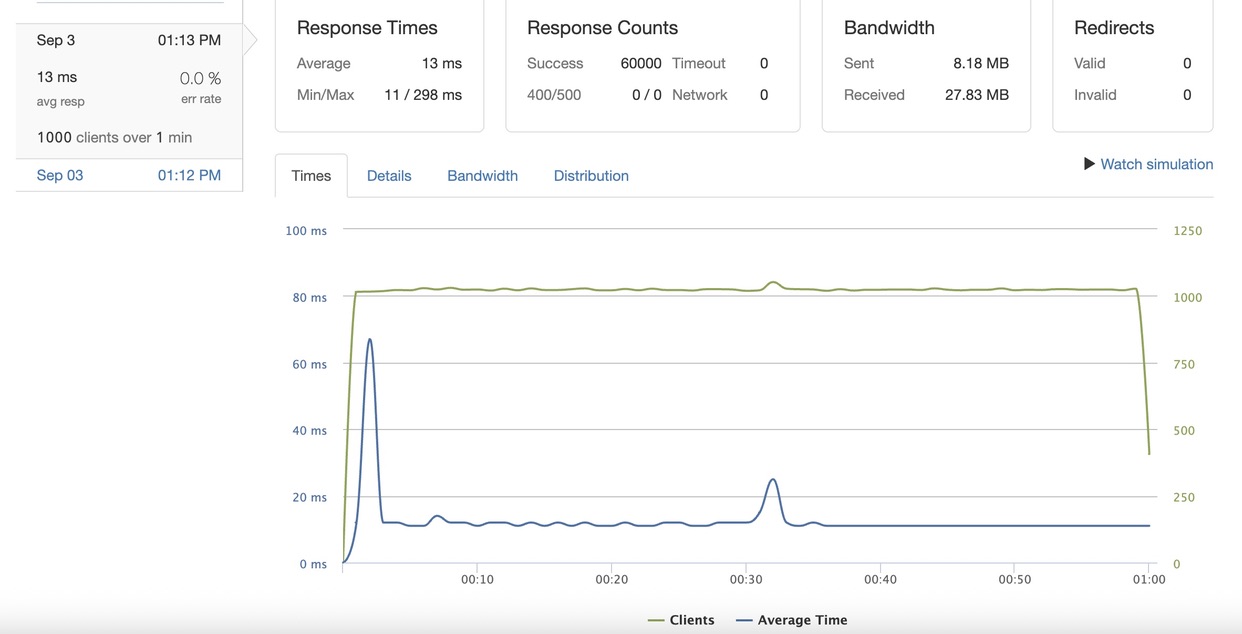 Sep 3 01:13 PM
13 ms 0.0 %
avg resp err rate
1000 clients over 1 min
Sep 03 01:12 PM
Response Times
Average 13 ms
Min/Max 11 / 298 ms
Response Counts
Success 60000 Timeout 0
400/500 0 / 0 Network 0
Bandwidth
Sent 8.18 MB
Received 27.83 MB
Redirects
Valid 0
Invalid 0
Times Details Bandwidth Distribution
Watch simulation
100 ms 1250
80 ms 1000
60 ms 750
40 ms 500
20 ms 250
0 ms 0
00:10 00:20 00:30 00:40 00:50 01:00
Clients Average Time